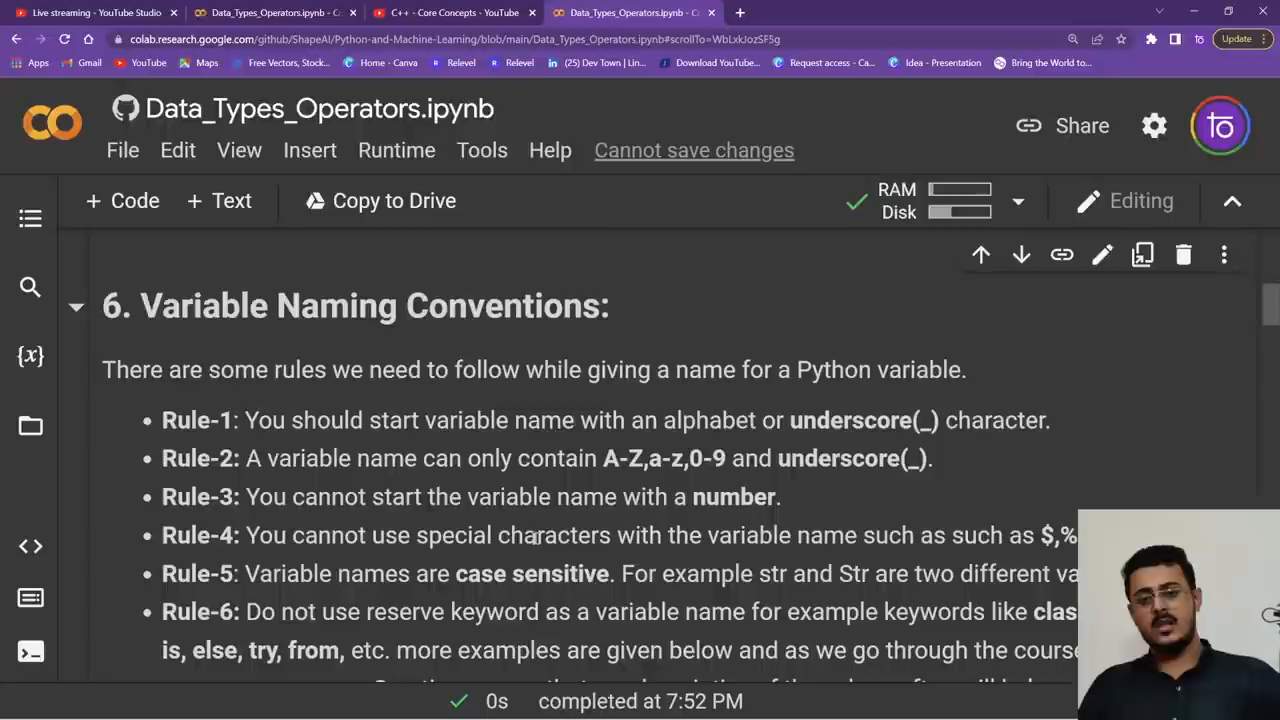 Live streaming - YouTube Studio
Data_Types_Operators.ipynb - C
C++ - Core Concepts - YouTube
Data_Types_Operators.ipynb - C
colab.research.google.com/github/ShapeAI/Python-and-Machine-Learning/blob/main/Data_Types_Operators.ipynb#scrollTo=WbLxkJozSF5g
Update
Apps
Gmail
YouTube
Maps
Free Vectors, Stock...
Home - Canva
Relevel
Relevel
(25) Dev Town | Lin...
Download YouTube...
Request access - Ca...
Idea - Presentation
Bring the World to...
Data_Types_Operators.ipynb
Share
File Edit View Insert Runtime Tools Help Cannot save changes
+ Code + Text Copy to Drive
RAM
Disk
Editing
6. Variable Naming Conventions:
There are some rules we need to follow while giving a name for a Python variable.
• Rule-1: You should start variable name with an alphabet or underscore(_) character.
• Rule-2: A variable name can only contain A-Z,a-z,0-9 and underscore(_).
• Rule-3: You cannot start the variable name with a number.
• Rule-4: You cannot use special characters with the variable name such as such as $,%
• Rule-5: Variable names are case sensitive. For example str and Str are two different va
• Rule-6: Do not use reserve keyword as a variable name for example keywords like clas
is, else, try, from, etc. more examples are given below and as we go through the course
0s completed at 7:52 PM